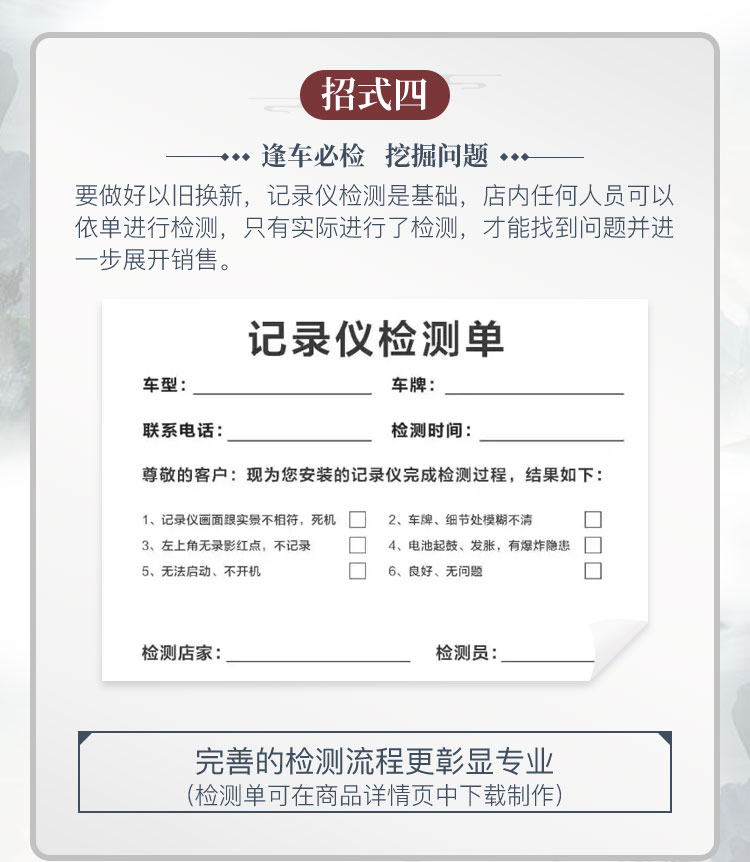 招式四
逢车必检 挖掘问题
要做好以旧换新，记录仪检测是基础，店内任何人员可以
依单进行检测，只有实际进行了检测，才能找到问题并进
一步展开销售。
记录仪检测单
车型： 车牌：
联系电话： 检测时间：
尊敬的客户：现为您安装的记录仪完成检测过程，结果如下：
1、记录仪画面跟实景不相符，死机 2、车牌、细节处模糊不清
3、左上角无录影红点，不记录 4、电池起鼓、发胀，有爆炸隐患
5、无法启动、不开机 6、良好、无问题
检测店家： 检测员：
完善的检测流程更彰显专业
（检测单可在商品详情页中下载制作）